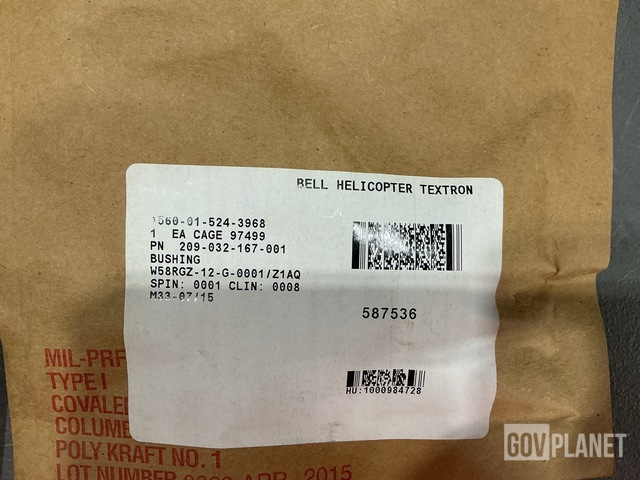 BELL HELICOPTER TEXTRON
1560-01-524-3968
1 EA CAGE 97499
PN 209-032-167-001
BUSHING
W58RGZ-12-G-0001/Z1AQ
SPIN: 0001 CLIN: 0008
M33-07/15
587536
HU:1000984728
MIL-PRF
TYPE I
COVALE
COLUMB
POLY KRAFT NO. 1
LOT NUMBER APR 2015
GOVPLANET